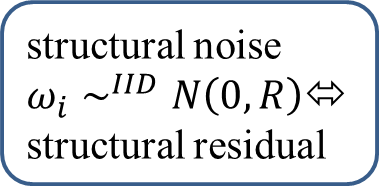 structural noise
𝜔ᵢ ~ᴵᴵᴰ 𝑁(0, 𝑅)⇔
structural residual